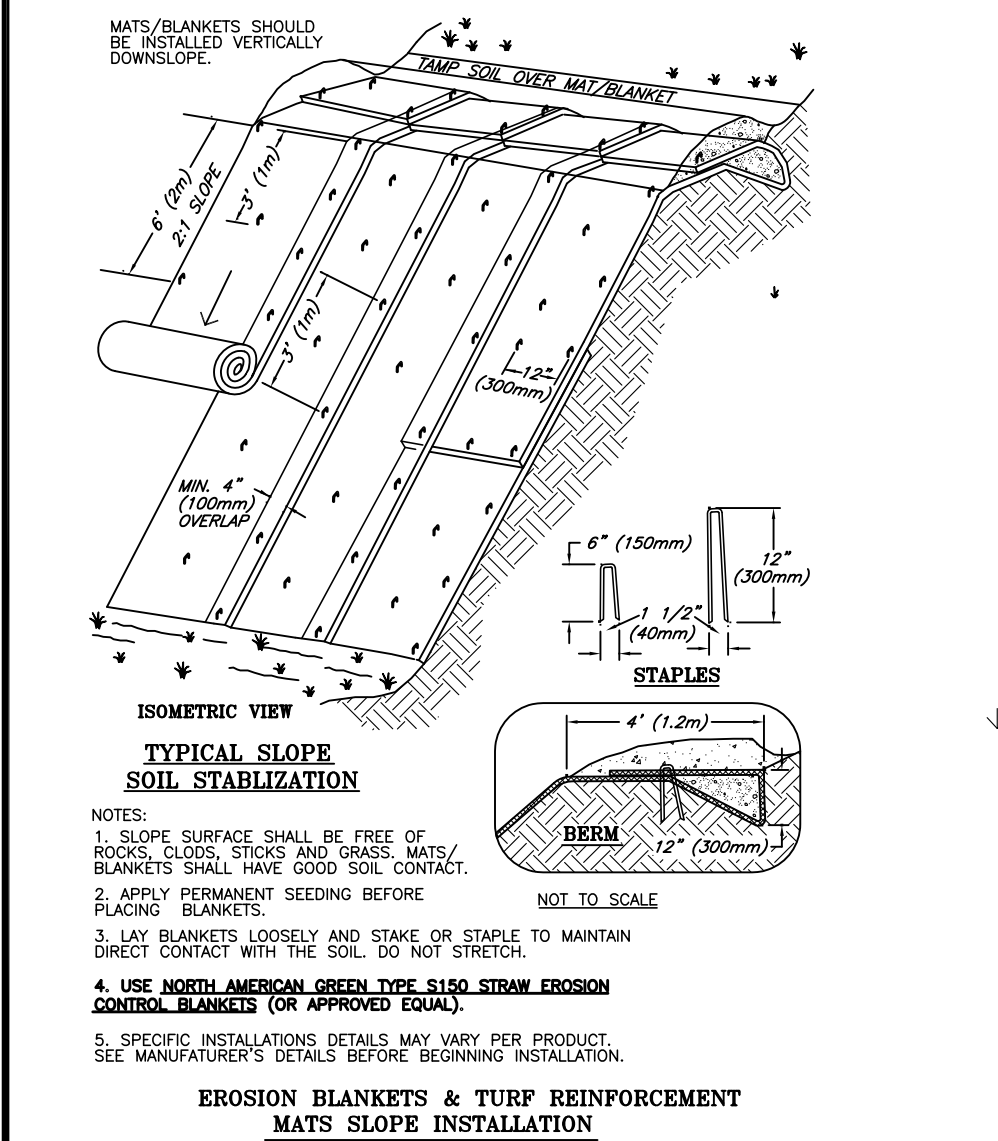 MATS/BLANKETS SHOULD
BE INSTALLED VERTICALLY
DOWNSLOPE.
TAMP SOIL OVER MAT/BLANKET
6' (2m)
2:1 SLOPE
3' (1m)
3' (1m)
12"
(300mm)
MIN. 4"
(100mm)
OVERLAP
6" (150mm)
12"
(300mm)
1 1/2"
(40mm)
STAPLES
ISOMETRIC VIEW
TYPICAL SLOPE
SOIL STABLIZATION
4' (1.2m)
BERM
12" (300mm)
NOT TO SCALE
NOTES:
1. SLOPE SURFACE SHALL BE FREE OF
ROCKS, CLODS, STICKS AND GRASS. MATS/
BLANKETS SHALL HAVE GOOD SOIL CONTACT.
2. APPLY PERMANENT SEEDING BEFORE
PLACING BLANKETS.
3. LAY BLANKETS LOOSELY AND STAKE OR STAPLE TO MAINTAIN
DIRECT CONTACT WITH THE SOIL. DO NOT STRETCH.
4. USE NORTH AMERICAN GREEN TYPE S150 STRAW EROSION
CONTROL BLANKETS (OR APPROVED EQUAL).
5. SPECIFIC INSTALLATIONS DETAILS MAY VARY PER PRODUCT.
SEE MANUFATURER'S DETAILS BEFORE BEGINNING INSTALLATION.
EROSION BLANKETS & TURF REINFORCEMENT
MATS SLOPE INSTALLATION